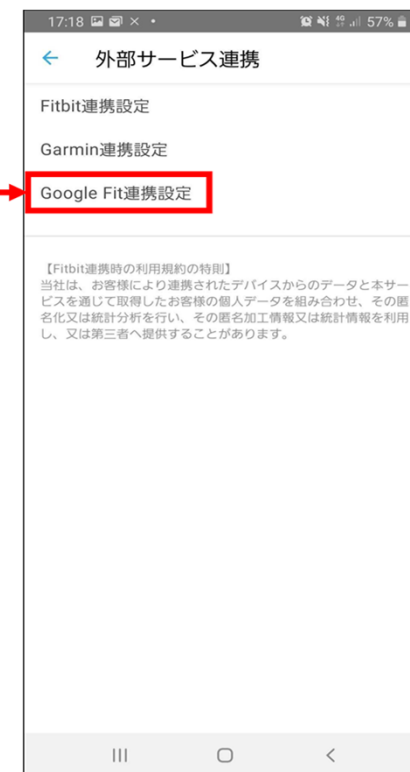 17:18
57%
外部サービス連携
Fitbit連携設定
Garmin連携設定
Google Fit連携設定
【Fitbit連携時の利用規約の特則】
当社は、お客様により連携されたデバイスからのデータと本サー
ビスを通じて取得したお客様の個人データを組み合わせ、その匿
名化又は統計分析を行い、その匿名加工情報又は統計情報を利用
し、又は第三者へ提供することがあります。